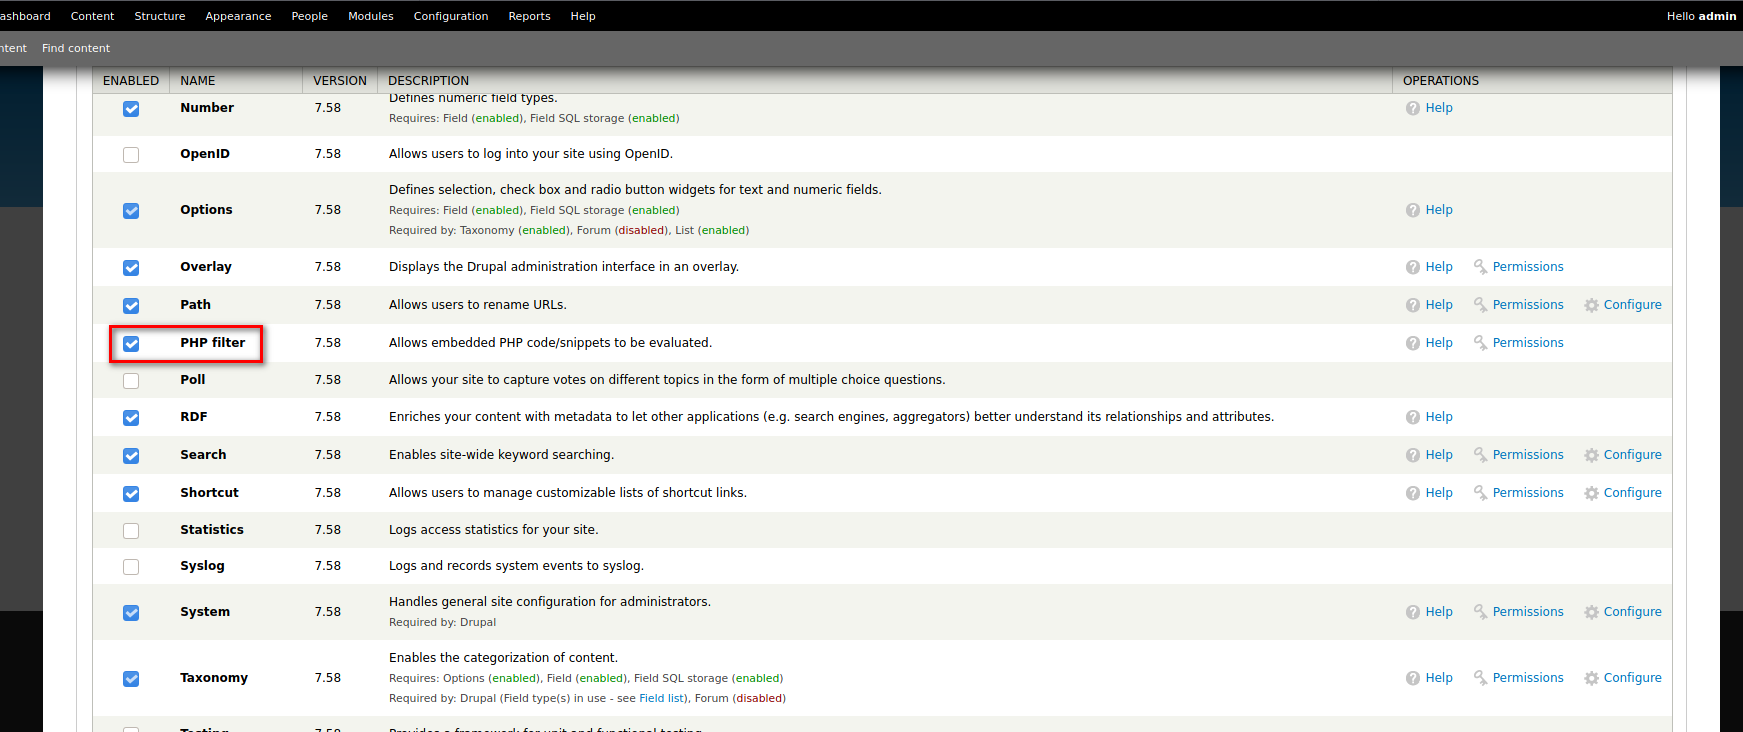 ashboard Content Structure Appearance People Modules Configuration Reports Help Hello admin
ntent Find content
ENABLED NAME VERSION DESCRIPTION OPERATIONS
Defines numeric field types.
Number 7.58 Help
Requires: Field (enabled), Field SQL storage (enabled)
OpenID 7.58 Allows users to log into your site using OpenID.
Defines selection, check box and radio button widgets for text and numeric fields.
Options 7.58 Requires: Field (enabled), Field SQL storage (enabled) Help
Required by: Taxonomy (enabled), Forum (disabled), List (enabled)
Overlay 7.58 Displays the Drupal administration interface in an overlay. Help Permissions
Path 7.58 Allows users to rename URLs. Help Permissions Configure
PHP filter 7.58 Allows embedded PHP code/snippets to be evaluated. Help Permissions
Poll 7.58 Allows your site to capture votes on different topics in the form of multiple choice questions.
RDF 7.58 Enriches your content with metadata to let other applications (e.g. search engines, aggregators) better understand its relationships and attributes. Help
Search 7.58 Enables site-wide keyword searching. Help Permissions Configure
Shortcut 7.58 Allows users to manage customizable lists of shortcut links. Help Permissions Configure
Statistics 7.58 Logs access statistics for your site.
Syslog 7.58 Logs and records system events to syslog.
Handles general site configuration for administrators.
System 7.58 Help Permissions Configure
Required by: Drupal
Enables the categorization of content.
Taxonomy 7.58 Requires: Options (enabled), Field (enabled), Field SQL storage (enabled) Help Permissions Configure
Required by: Drupal (Field type(s) in use - see Field list), Forum (disabled)
Testing 7.58 Provides a framework for unit and functional testing.